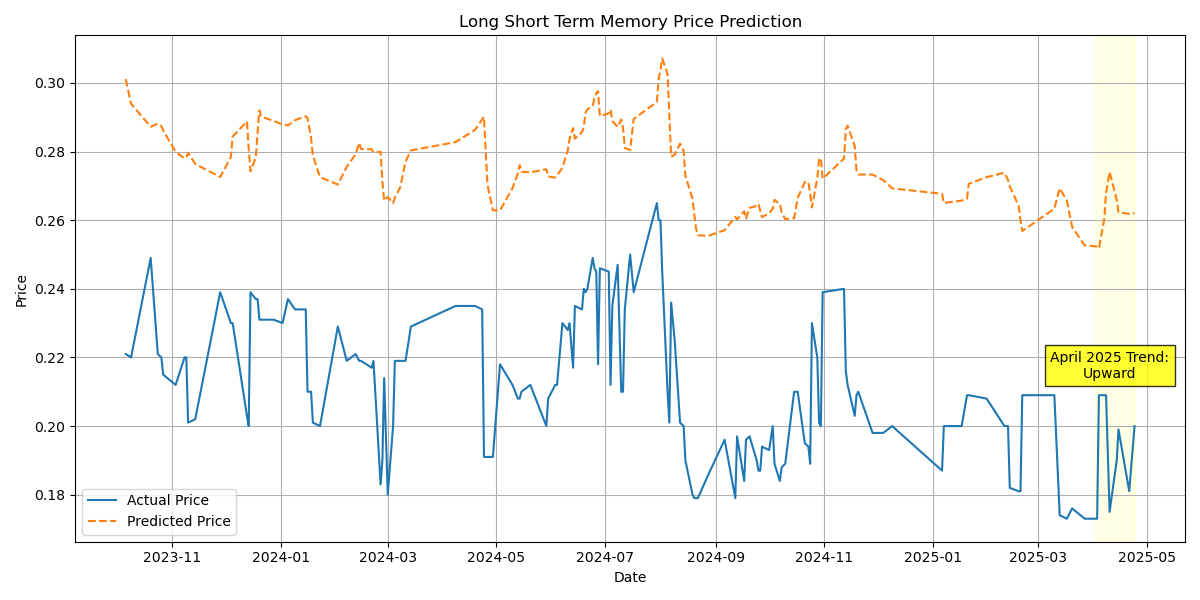 Long Short Term Memory Price Prediction
Price
0.30
0.28
0.26
0.24
0.22
0.20
0.18
April 2025 Trend:
Upward
Actual Price
Predicted Price
2023-11 2024-01 2024-03 2024-05 2024-07 2024-09 2024-11 2025-01 2025-03 2025-05
Date